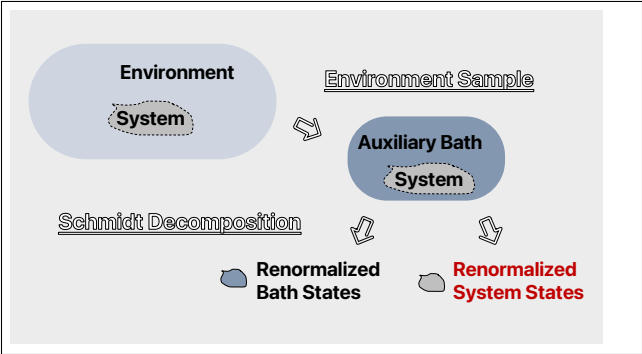 Environment
System
Environment Sample
Auxiliary Bath
System
Schmidt Decomposition
Renormalized
Bath States
Renormalized
System States